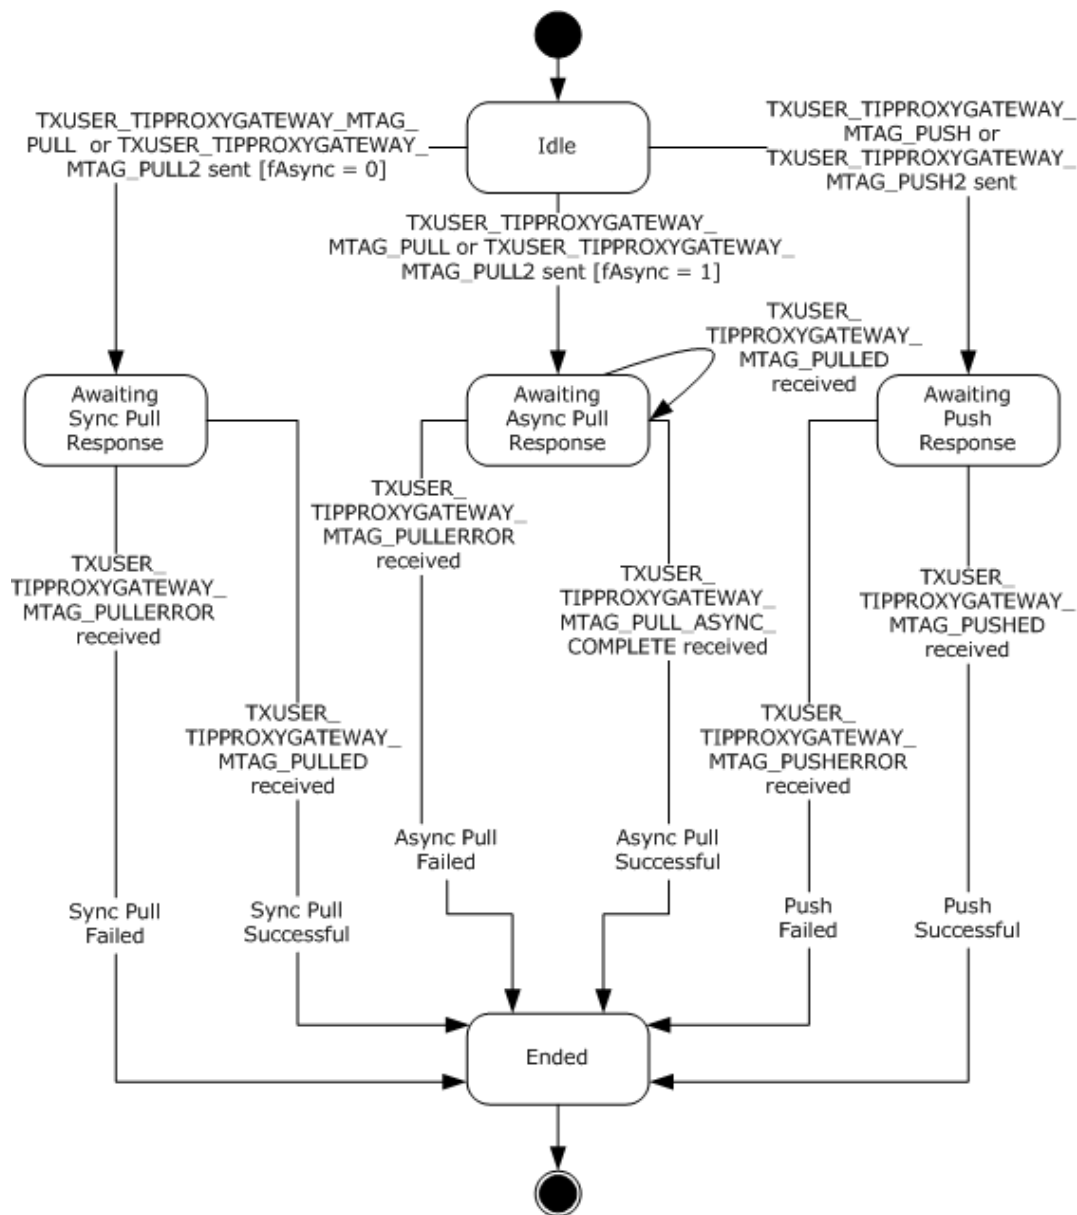 Idle
TXUSER_TIPPROXYGATEWAY_MTAG_
PULL or TXUSER_TIPPROXYGATEWAY_
MTAG_PULL2 sent [fAsync = 0]
TXUSER_TIPPROXYGATEWAY_
MTAG_PULL or TXUSER_TIPPROXYGATEWAY_
MTAG_PULL2 sent [fAsync = 1]
TXUSER_TIPPROXYGATEWAY_
MTAG_PUSH or
TXUSER_TIPPROXYGATEWAY_
MTAG_PUSH2 sent
TXUSER_
TIPPROXYGATEWAY_
MTAG_PULLED
received
Awaiting
Sync Pull
Response
Awaiting
Async Pull
Response
Awaiting
Push
Response
TXUSER_
TIPPROXYGATEWAY_
MTAG_PULLERROR
received
TXUSER_
TIPPROXYGATEWAY_
MTAG_PULLED
received
TXUSER_
TIPPROXYGATEWAY_
MTAG_PULLERROR
received
TXUSER_
TIPPROXYGATEWAY_
MTAG_PULL_ASYNC_
COMPLETE received
TXUSER_
TIPPROXYGATEWAY_
MTAG_PUSHERROR
received
TXUSER_
TIPPROXYGATEWAY_
MTAG_PUSHED
received
Sync Pull
Failed
Sync Pull
Successful
Async Pull
Failed
Async Pull
Successful
Push
Failed
Push
Successful
Ended